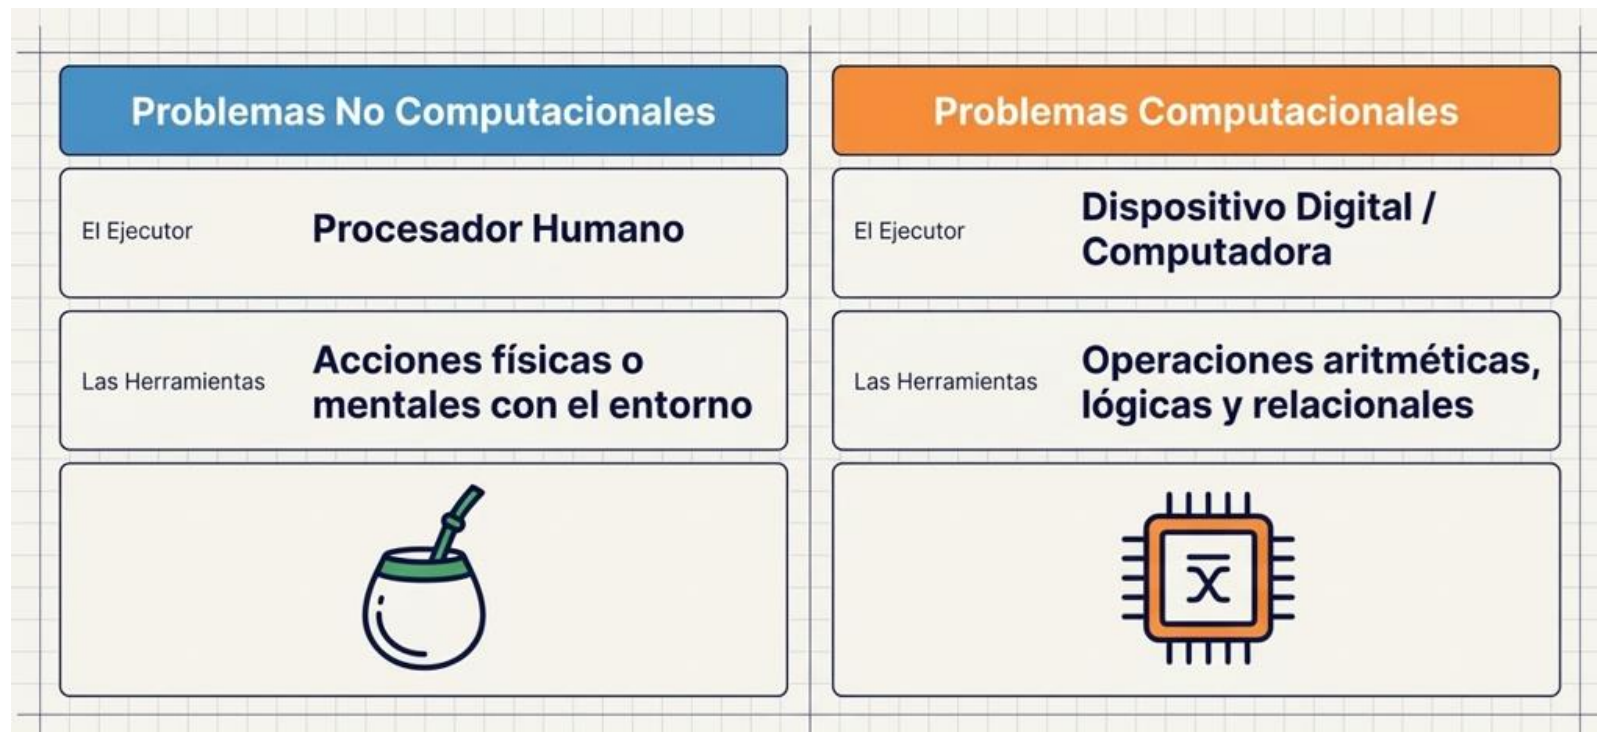 Problemas No Computacionales
El Ejecutor
Procesador Humano
Las Herramientas
Acciones físicas o
mentales con el entorno
Problemas Computacionales
El Ejecutor
Dispositivo Digital /
Computadora
Las Herramientas
Operaciones aritméticas,
lógicas y relacionales
x̅